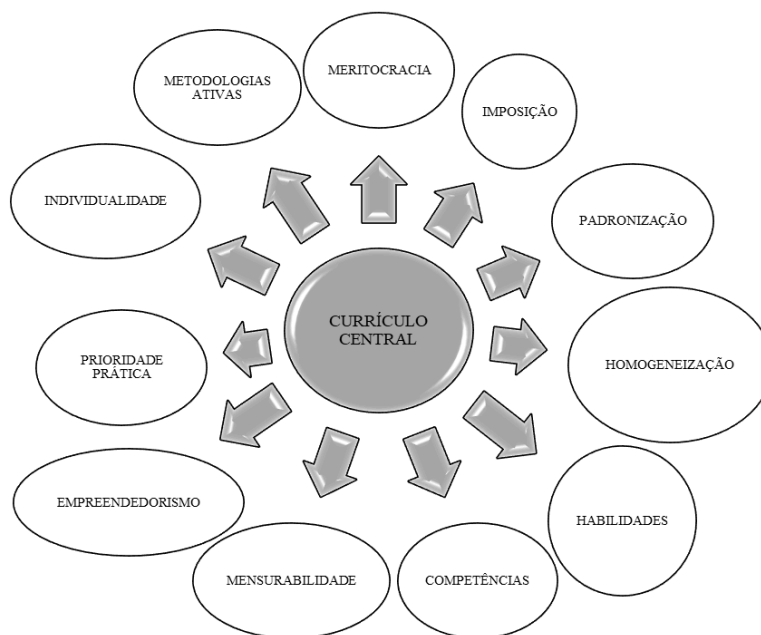 MERITOCRACIA
METODOLOGIAS
ATIVAS
IMPOSIÇÃO
INDIVIDUALIDADE
PADRONIZAÇÃO
CURRÍCULO
CENTRAL
PRIORIDADE
PRÁTICA
HOMOGENEIZAÇÃO
EMPREENDEDORISMO
HABILIDADES
MENSURABILIDADE
COMPETÊNCIAS